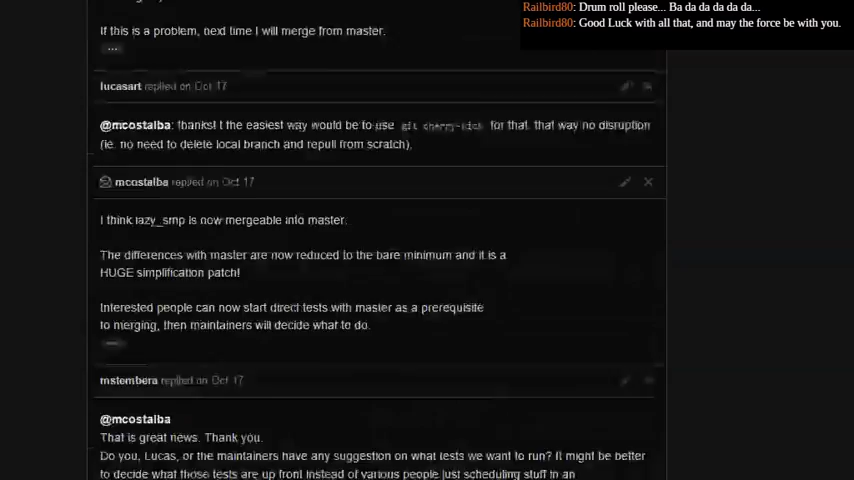 Railbird80: Drum roll please... Ba da da da da da...
Railbird80: Good Luck with all that, and may the force be with you.
If this is a problem, next time I will merge from master.
...
lucasart replied on Oct 17
@mcostalba: thanks! t the easiest way would be to use git cherry-pick for that. that way no disruption
(ie. no need to delete local branch and repull from scratch).
mcostalba replied on Oct 17
I think lazy_smp is now mergeable into master.
The differences with master are now reduced to the bare minimum and it is a
HUGE simplification patch!
Interested people can now start direct tests with master as a prerequisite
to merging, then maintainers will decide what to do.
mstembera replied on Oct 17
@mcostalba
That is great news. Thank you.
Do you, Lucas, or the maintainers have any suggestion on what tests we want to run? It might be better
to decide what those tests are up front instead of various people just scheduling stuff in an